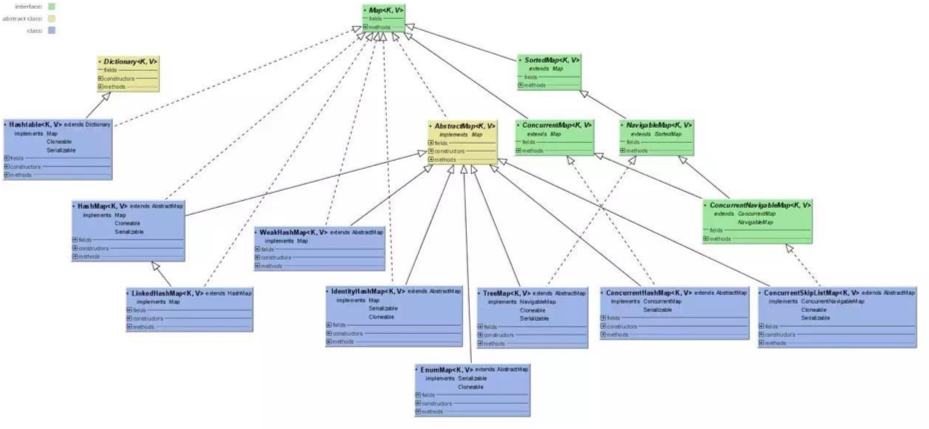 interface:
abstract class:
class:
Map<K, V>
fields
methods
Dictionary<K, V>
fields
constructors
methods
SortedMap<K, V>
extends Map
fields
methods
Hashtable<K, V> extends Dictionary
implements Map
Cloneable
Serializable
fields
constructors
methods
AbstractMap<K, V>
implements Map
fields
constructors
methods
ConcurrentMap<K, V>
extends Map
fields
methods
NavigableMap<K, V>
extends SortedMap
fields
methods
HashMap<K, V> extends AbstractMap
implements Map
Cloneable
Serializable
fields
constructors
methods
WeakHashMap<K, V> extends AbstractMap
implements Map
fields
constructors
methods
ConcurrentNavigableMap<K, V>
extends ConcurrentMap
NavigableMap
fields
methods
LinkedHashMap<K, V> extends HashMap
implements Map
fields
constructors
methods
IdentityHashMap<K, V> extends AbstractMap
implements Map
Serializable
Cloneable
fields
constructors
methods
TreeMap<K, V> extends AbstractMap
implements NavigableMap
Cloneable
Serializable
fields
constructors
methods
ConcurrentHashMap<K, V> extends AbstractMap
implements ConcurrentMap
Serializable
fields
constructors
methods
ConcurrentSkipListMap<K, V> extends AbstractMap
implements ConcurrentNavigableMap
Cloneable
Serializable
fields
constructors
methods
EnumMap<K, V> extends AbstractMap
implements Serializable
Cloneable
fields
constructors
methods